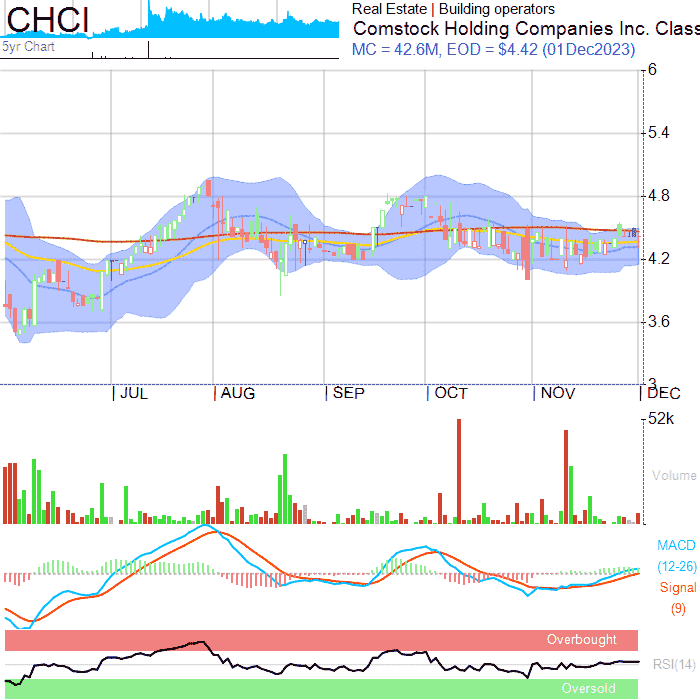 CHCI
5yr Chart
Real Estate | Building operators
Comstock Holding Companies Inc. Class
MC = 42.6M, EOD = $4.42 (01Dec2023)
6
5.4
4.8
4.2
3.6
3
JUL
AUG
SEP
OCT
NOV
DEC
52k
Volume
MACD
(12-26)
Signal
(9)
Overbought
RSI(14)
Oversold